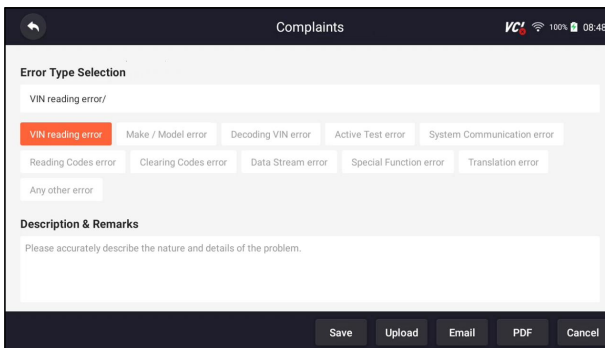 Complaints VCI 100% 08:48
Error Type Selection
VIN reading error/
VIN reading error Make / Model error Decoding VIN error Active Test error System Communication error
Reading Codes error Clearing Codes error Data Stream error Special Function error Translation error
Any other error
Description & Remarks
Please accurately describe the nature and details of the problem.
Save Upload Email PDF Cancel